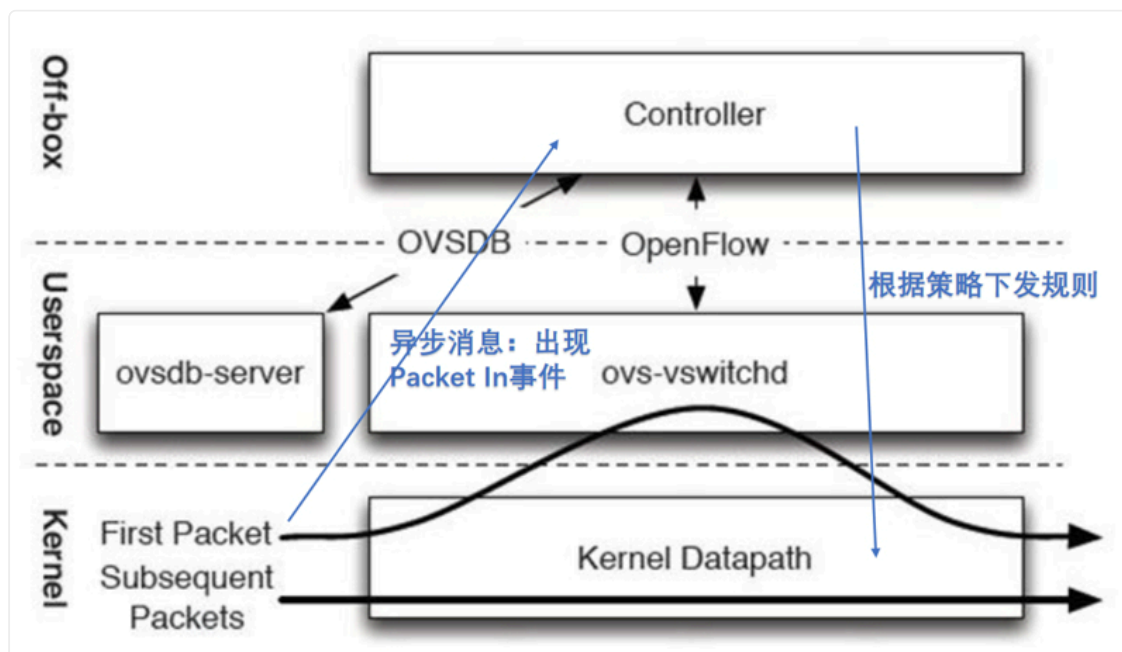 Off-box
Controller
OVSDB
OpenFlow
根据策略下发规则
Userspace
ovsdb-server
异步消息：出现
Packet In事件
ovs-vswitchd
Kernel
First Packet
Subsequent
Packets
Kernel Datapath